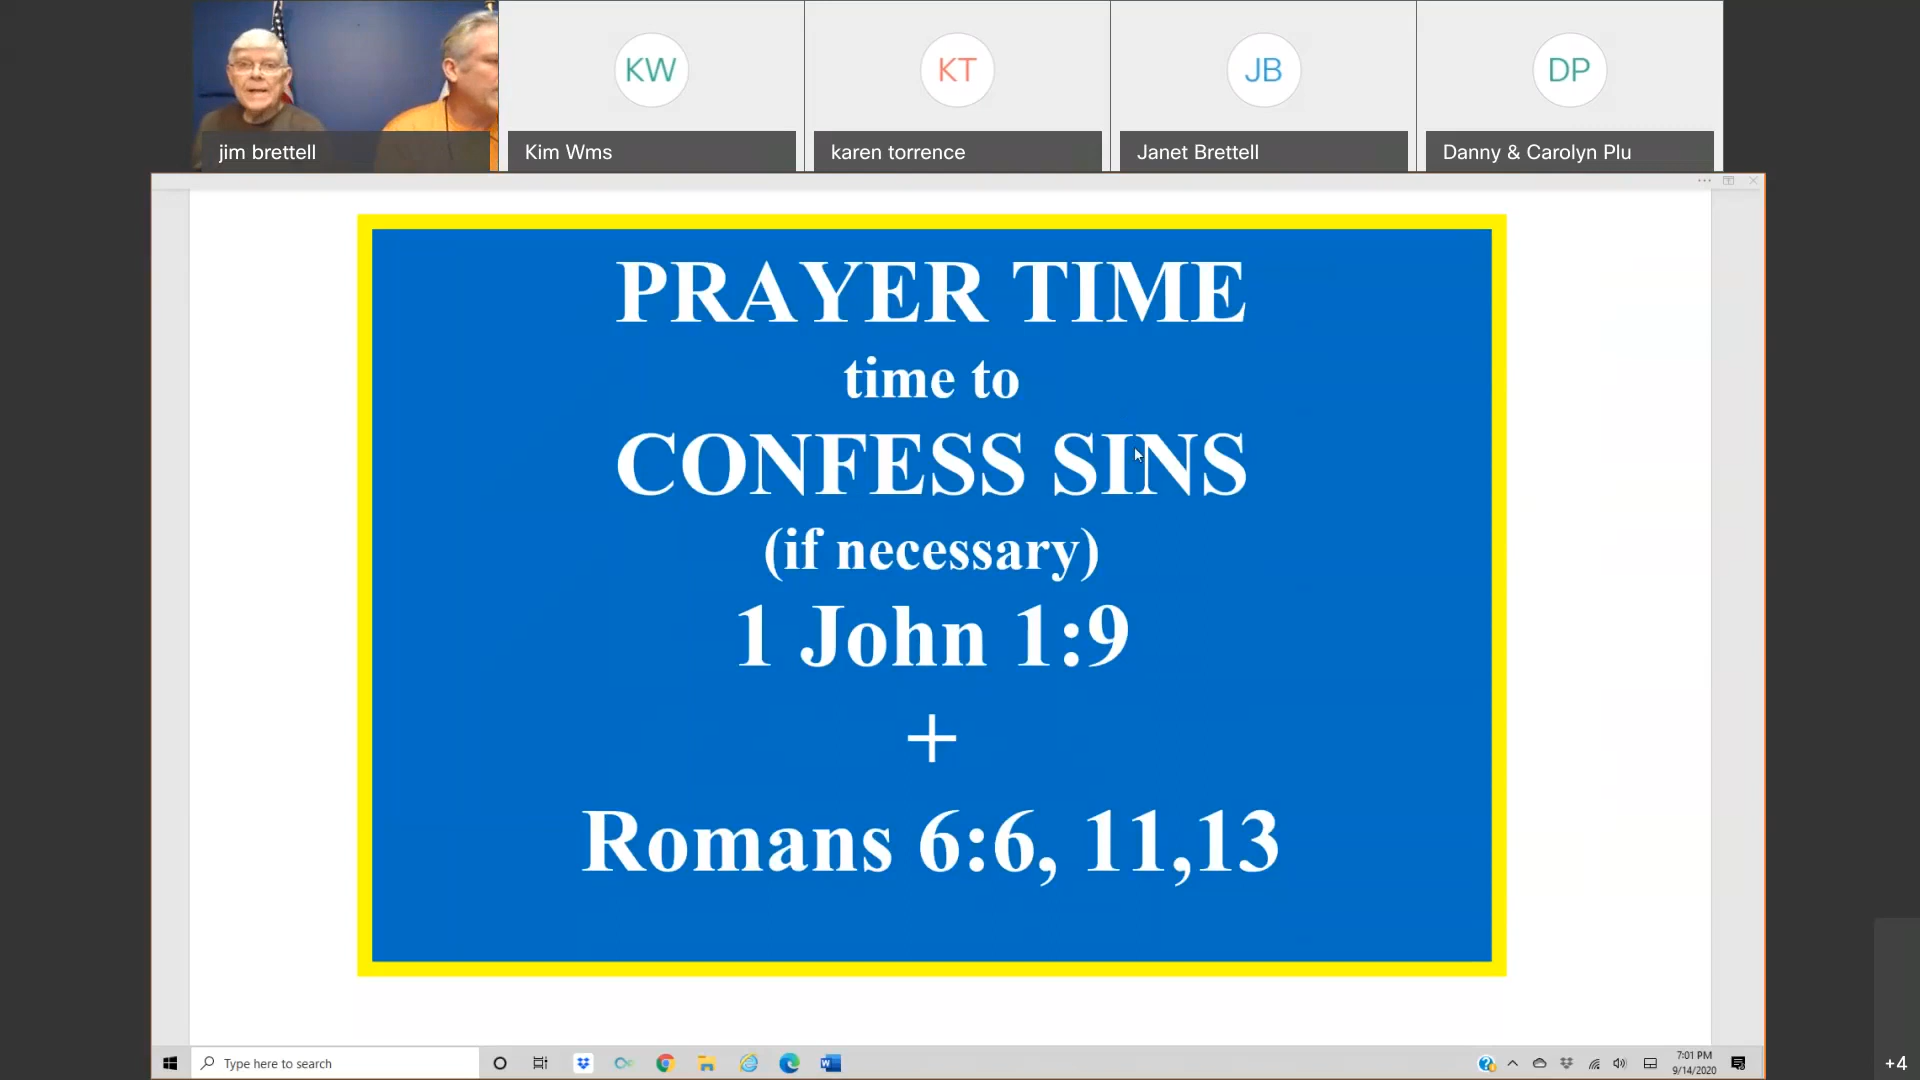 KW
KT
JB
DP
jim brettell
Kim Wms
karen torrence
Janet Brettell
Danny & Carolyn Plu
PRAYER TIME
time to
CONFESS SINS
(if necessary)
1 John 1:9
+
Romans 6:6, 11,13
Type here to search
7:01 PM
9/14/2020
+4